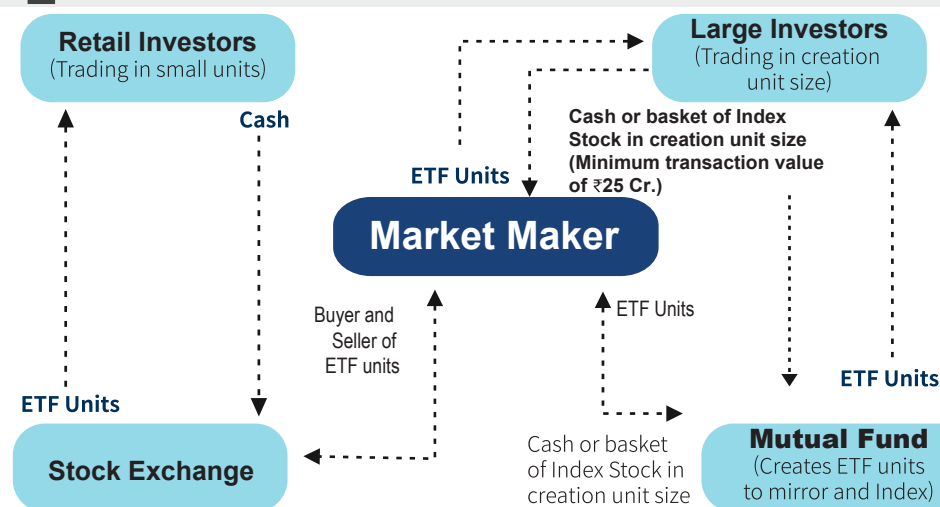 Retail Investors
(Trading in small units)
Large Investors
(Trading in creation
unit size)
Cash
Cash or basket of Index
Stock in creation unit size
(Minimum transaction value
of ₹25 Cr.)
ETF Units
Market Maker
Buyer and
Seller of
ETF units
ETF Units
ETF Units
ETF Units
Stock Exchange
Cash or basket
of Index Stock in
creation unit size
Mutual Fund
(Creates ETF units
to mirror and Index)